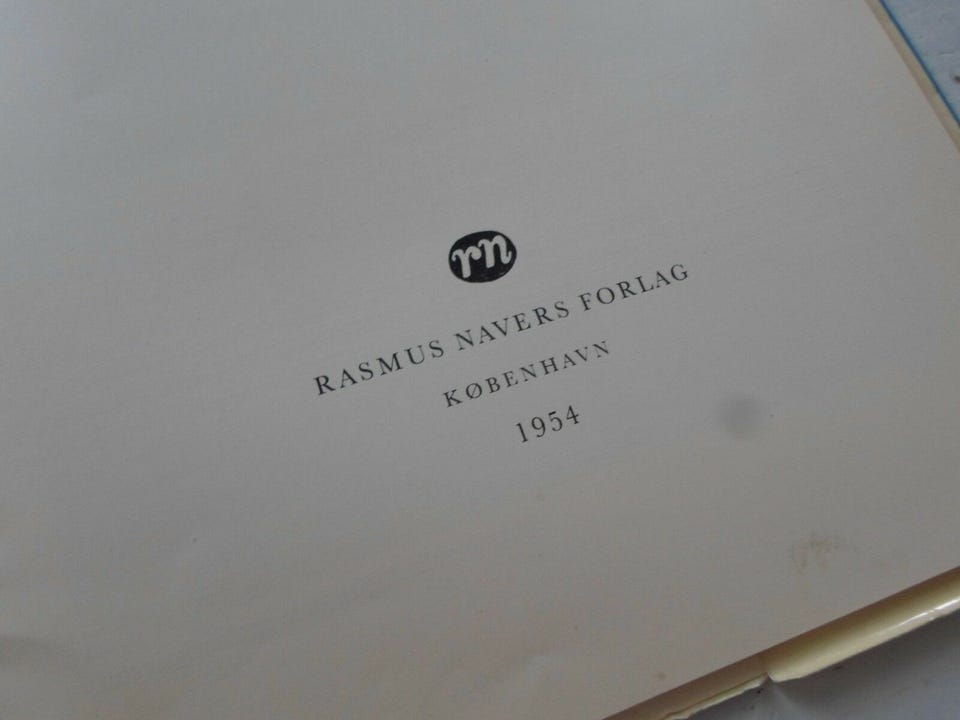 rn
RASMUS NAVERS FORLAG
KØBENHAVN
1954